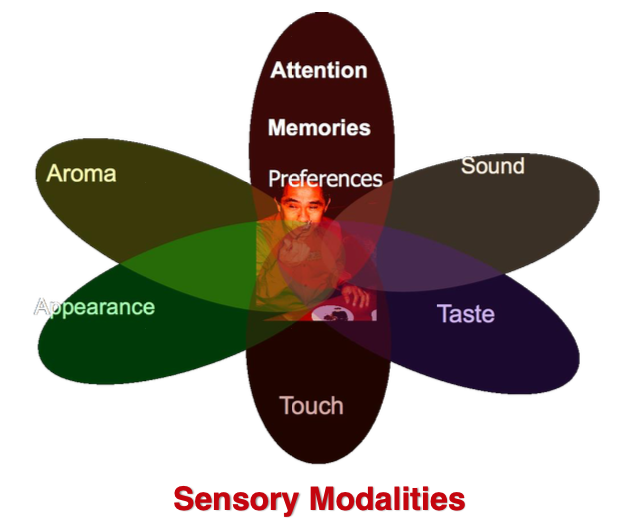 Attention
Memories
Preferences
Aroma
Sound
Appearance
Taste
Touch
Sensory Modalities